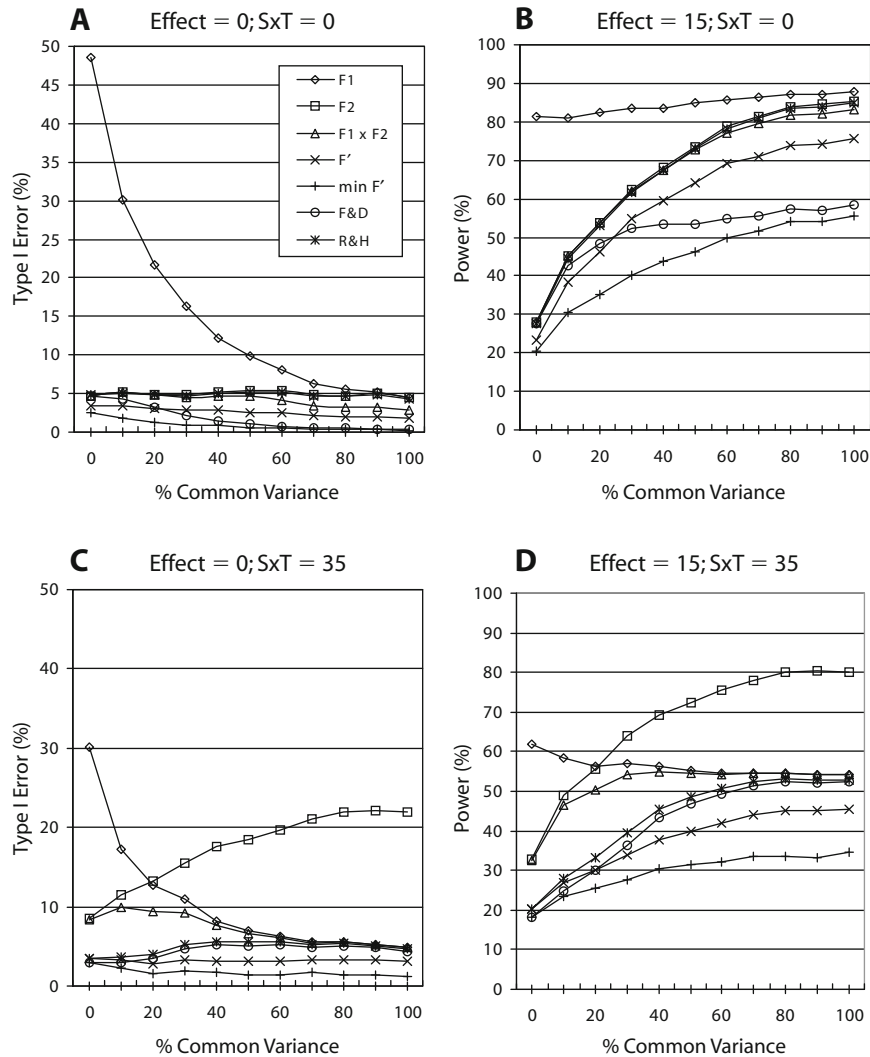 A Effect = 0; SxT = 0
Type I Error (%)
50
45
40
35
30
25
20
15
10
5
0
F1
F2
F1 x F2
F′
min F′
F&D
R&H
0 20 40 60 80 100
% Common Variance
B Effect = 15; SxT = 0
Power (%)
100
90
80
70
60
50
40
30
20
10
0
0 20 40 60 80 100
% Common Variance
C Effect = 0; SxT = 35
Type I Error (%)
50
40
30
20
10
0
0 20 40 60 80 100
% Common Variance
D Effect = 15; SxT = 35
Power (%)
100
90
80
70
60
50
40
30
20
10
0
0 20 40 60 80 100
% Common Variance